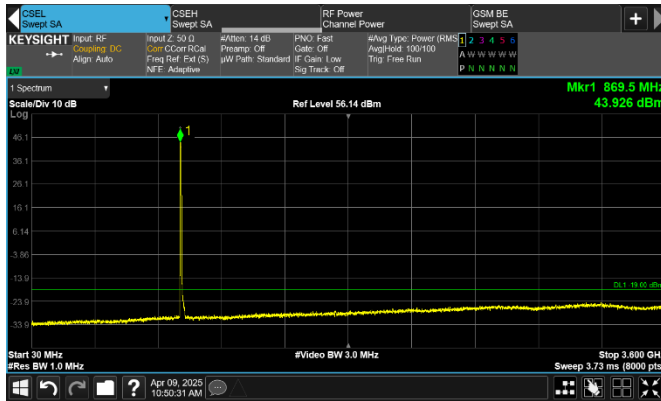 CSEL
Swept SA
CSEH
Swept SA
RF Power
Channel Power
GSM BE
Swept SA
+
KEYSIGHT
Input: RF
Coupling: DC
Align: Auto
Input Z: 50 Ω
Corr CCorr RCal
Freq Ref: Ext (S)
NFE: Adaptive
#Atten: 14 dB
Preamp: Off
µW Path: Standard
PNO: Fast
Gate: Off
IF Gain: Low
Sig Track: Off
#Avg Type: Power (RMS
Avg|Hold: 100/100
Trig: Free Run
1 2 3 4 5 6
A W W W W W
P N N N N N
1 Spectrum
Scale/Div 10 dB
Ref Level 56.14 dBm
Mkr1 869.5 MHz
43.926 dBm
Log
1
46.1
36.1
26.1
16.1
6.14
-3.86
-13.9
-23.9
-33.9
Start 30 MHz
#Res BW 1.0 MHz
#Video BW 3.0 MHz
Stop 3.600 GH
Sweep 3.73 ms (8000 pts
?
Apr 09, 2025
10:50:31 AM